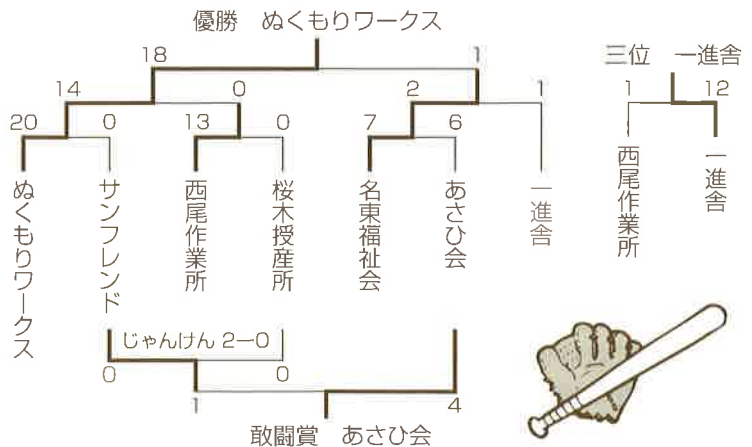 優勝 ぬくもりワークス
18 1
三位 一進舎
14 0 2 1 1 12
20 0 13 0 7 6
ぬくもりワークス
サンフレンド
西尾作業所
桜木授産所
名東福祉会
あさひ会
一進舎
西尾作業所
一進舎
じゃんけん 2−0
0 0
1 4
敢闘賞 あさひ会